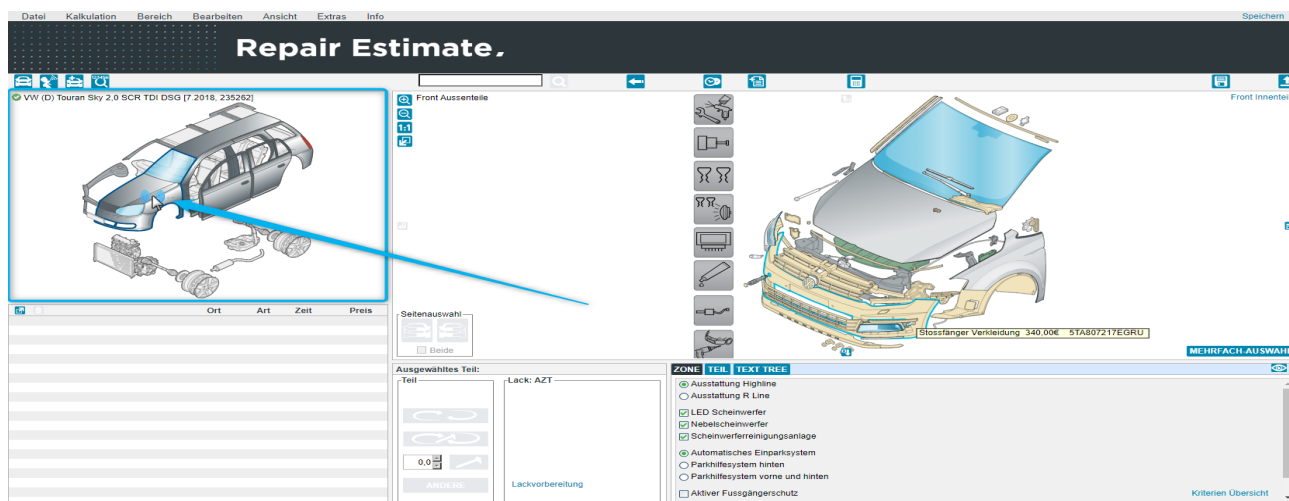 Datei Kalkulation Bereich Bearbeiten Ansicht Extras Info Speichern
Repair Estimate.
VW (D) Touran Sky 2,0 SCR TDI DSG [7.2018, 235262]
Front Aussenteile
Front Innenteil
1:1
Stossfänger Verkleidung 340,00€ 5TA807217EGRU
Ort Art Zeit Preis
Seitenauswahl
Beide
MEHRFACH-AUSWAHL
Ausgewähltes Teil:
Teil
Lack: AZT
0,0
ANDERE
Lackvorbereitung
ZONE TEIL TEXT TREE
Ausstattung Highline
Ausstattung R Line
LED Scheinwerfer
Nebelscheinwerfer
Scheinwerferreinigungsanlage
Automatisches Einparksystem
Parkhilfesystem hinten
Parkhilfesystem vorne und hinten
Aktiver Fussgängerschutz
Kriterien Übersicht